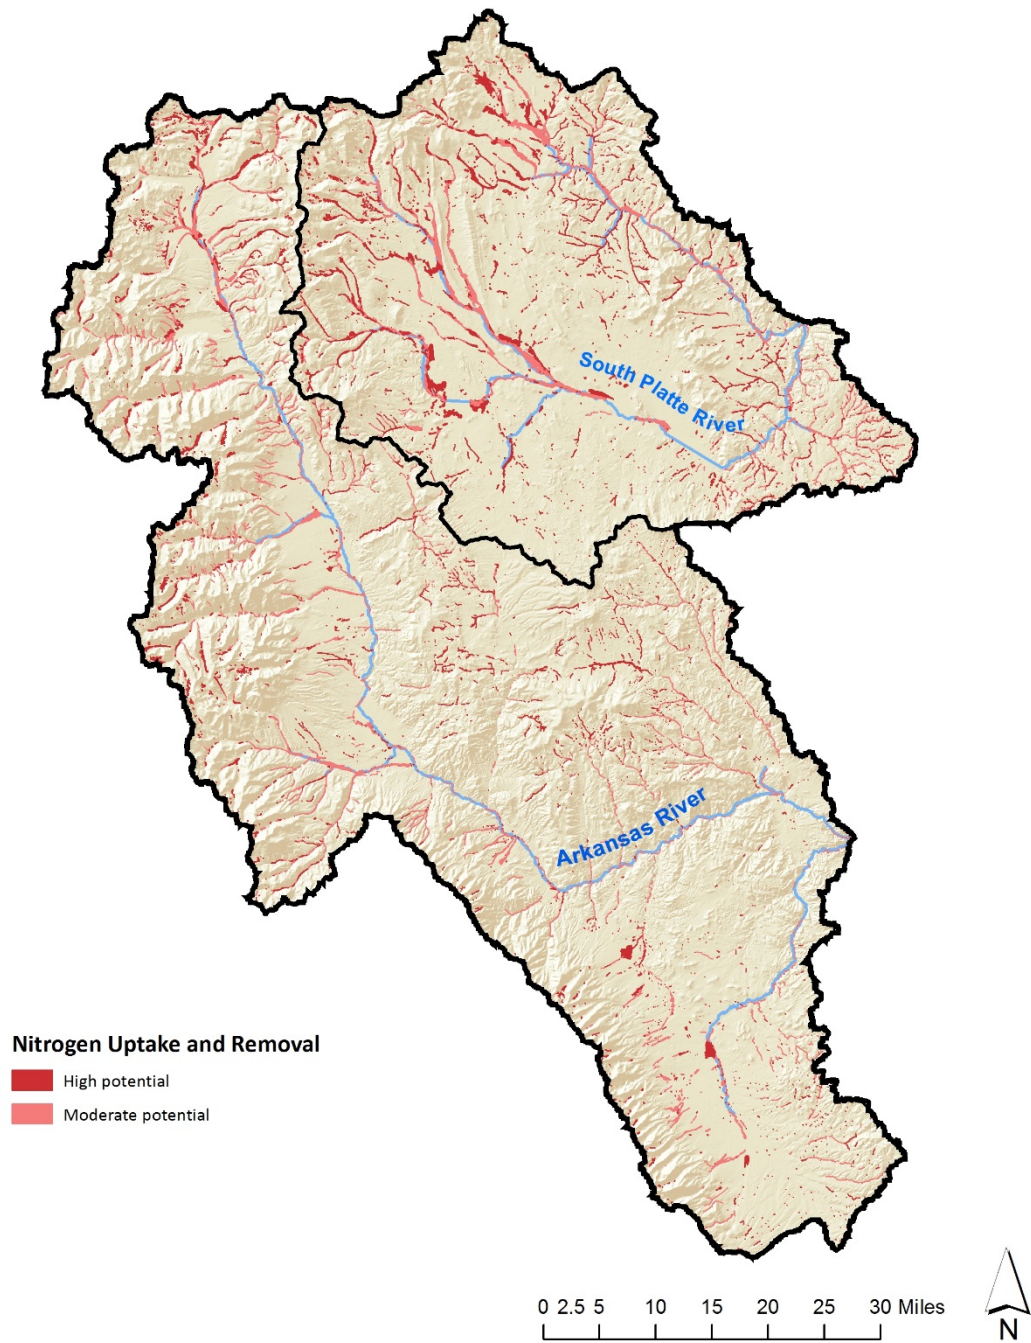 South Platte River
Arkansas River
Nitrogen Uptake and Removal
High potential
Moderate potential
0 2.5 5 10 15 20 25 30 Miles
N